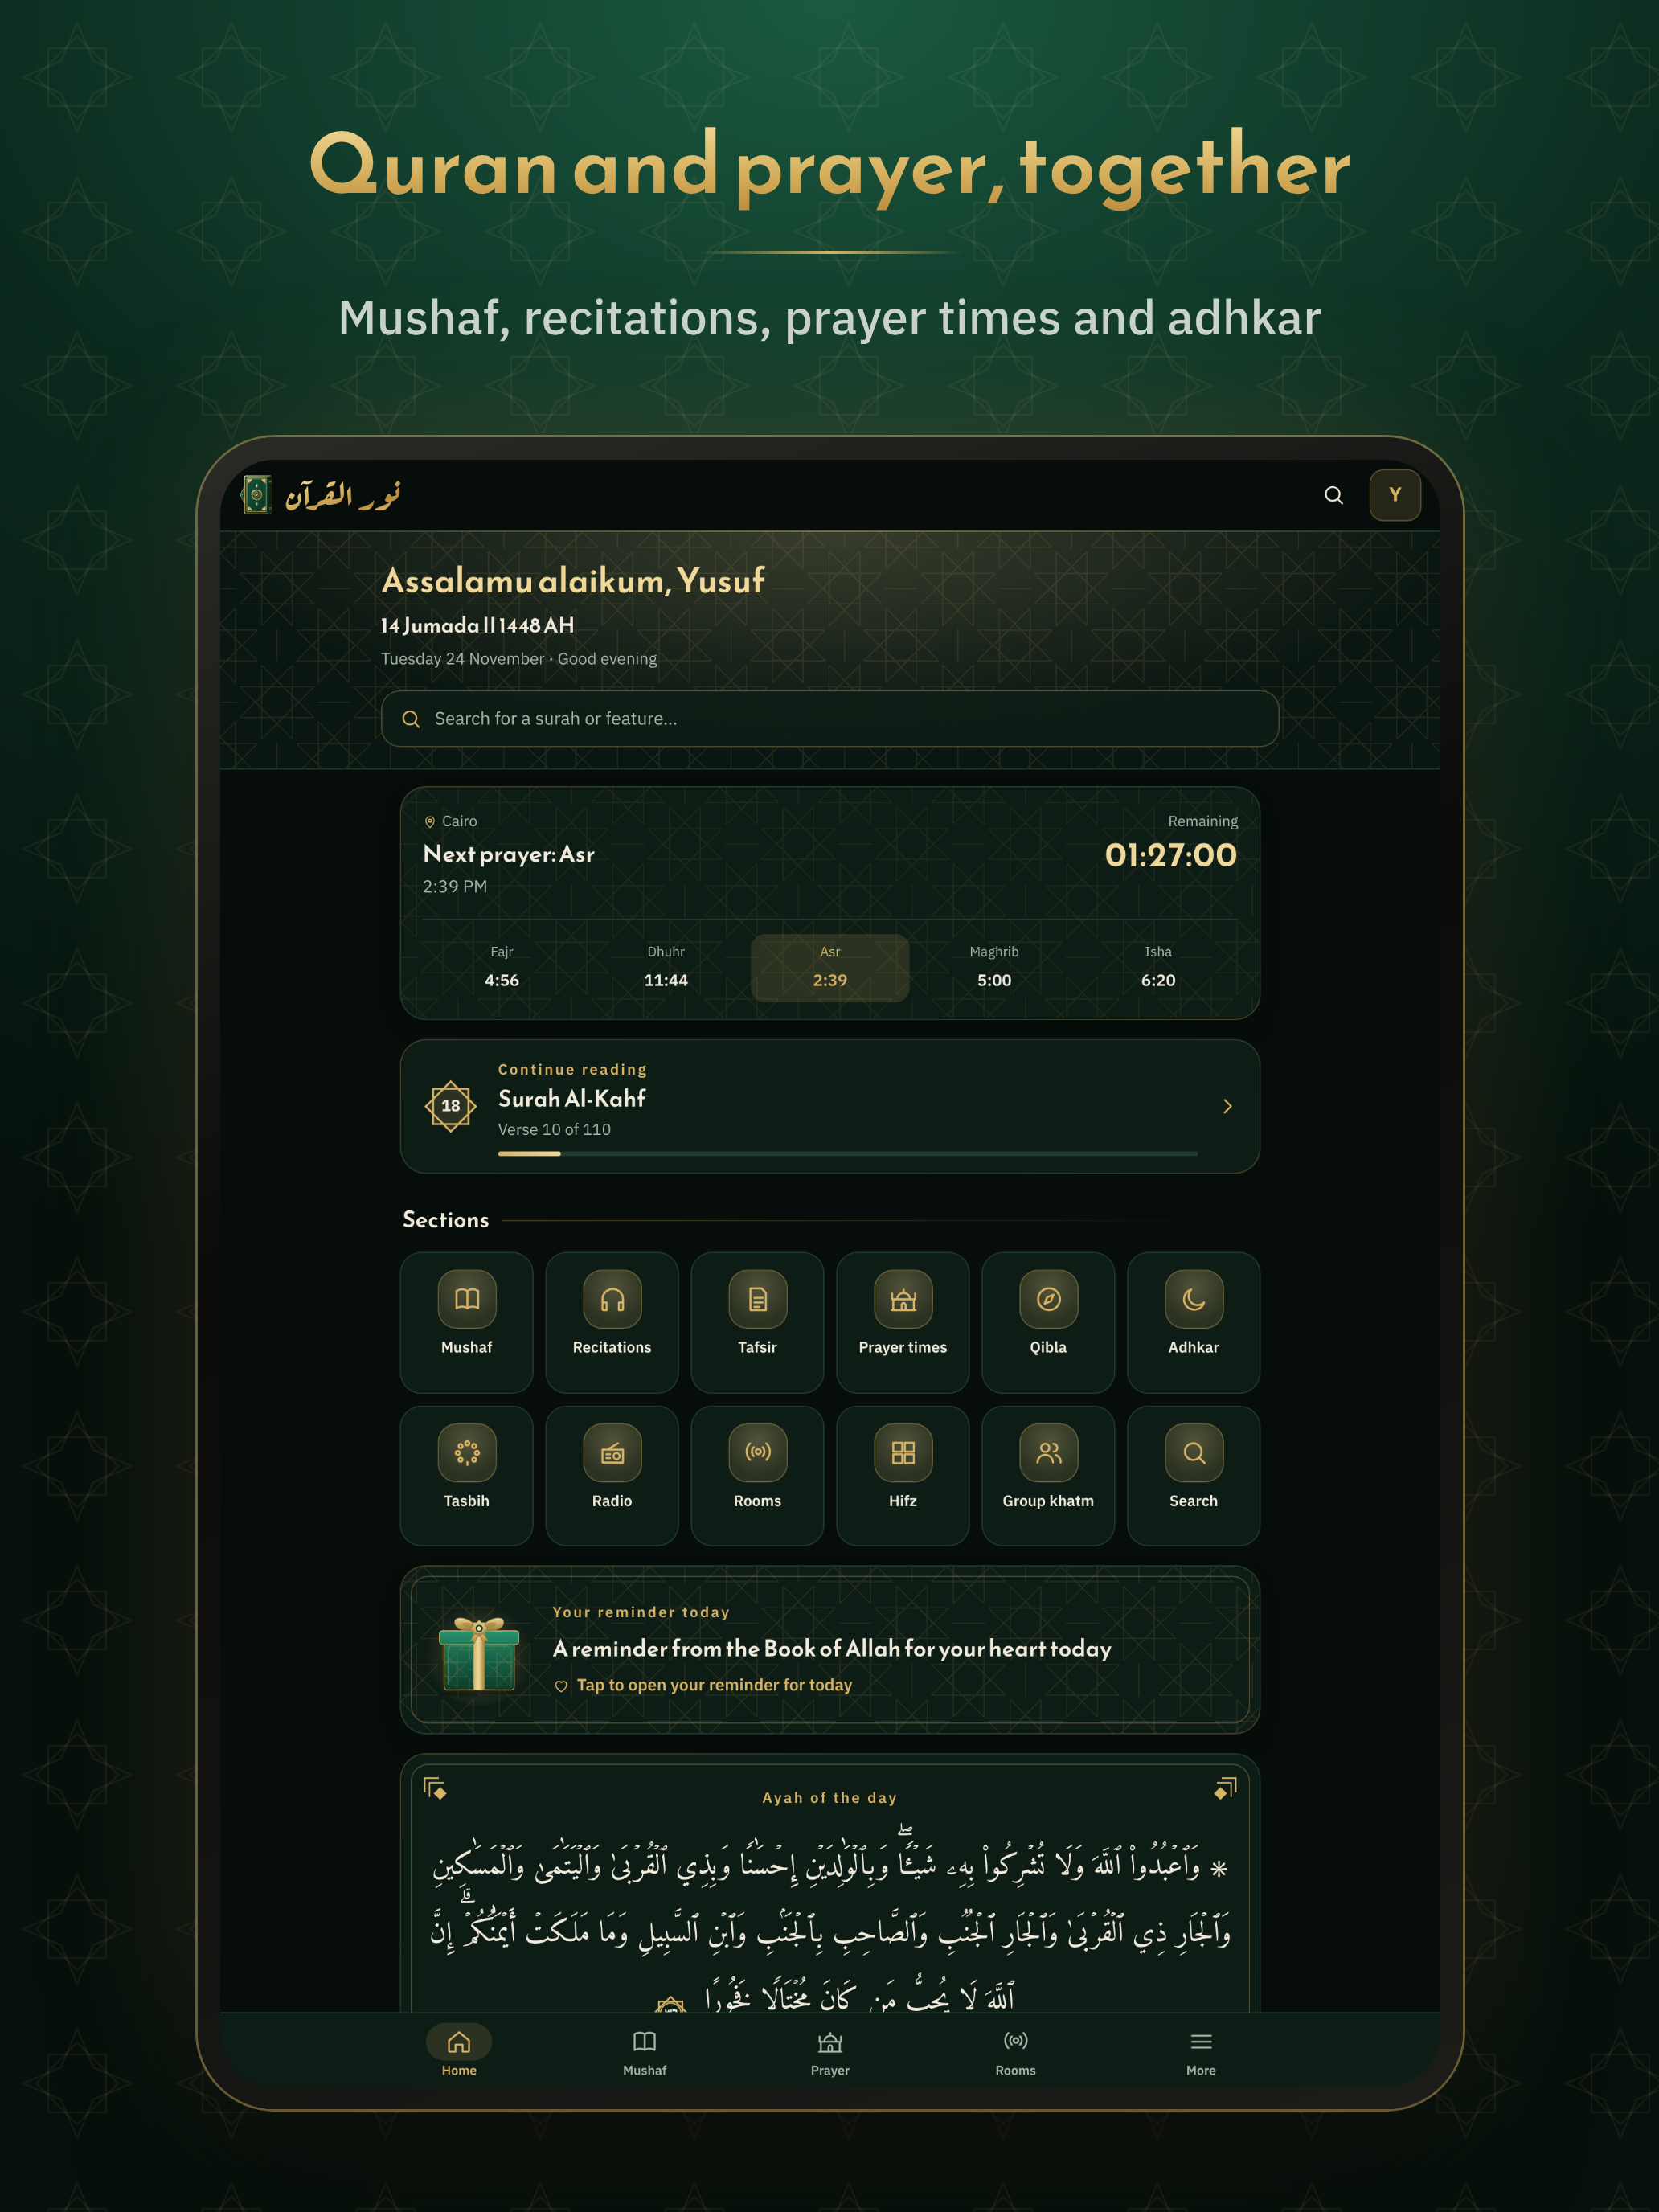 Quran and prayer, together
Mushaf, recitations, prayer times and adhkar
نور القرآن
Y
Assalamu alaikum, Yusuf
14 Jumada II 1448 AH
Tuesday 24 November · Good evening
Search for a surah or feature...
Cairo
Remaining
Next prayer: Asr
01:27:00
2:39 PM
Fajr Dhuhr Asr Maghrib Isha
4:56 11:44 2:39 5:00 6:20
Continue reading
18
Surah Al-Kahf
Verse 10 of 110
Sections
Mushaf Recitations Tafsir Prayer times Qibla Adhkar
Tasbih Radio Rooms Hifz Group khatm Search
Your reminder today
A reminder from the Book of Allah for your heart today
Tap to open your reminder for today
Ayah of the day
۞ وَٱعۡبُدُواْ ٱللَّهَ وَلَا تُشۡرِكُواْ بِهِۦ شَيۡـٔٗاۖ وَبِٱلۡوَٰلِدَيۡنِ إِحۡسَٰنٗا وَبِذِي ٱلۡقُرۡبَىٰ وَٱلۡيَتَٰمَىٰ وَٱلۡمَسَٰكِينِ
وَٱلۡجَارِ ذِي ٱلۡقُرۡبَىٰ وَٱلۡجَارِ ٱلۡجُنُبِ وَٱلصَّاحِبِ بِٱلۡجَنۢبِ وَٱبۡنِ ٱلسَّبِيلِ وَمَا مَلَكَتۡ أَيۡمَٰنُكُمۡۗ إِنَّ
ٱللَّهَ لَا يُحِبُّ مَن كَانَ مُخۡتَالٗا فَخُورًا
Home Mushaf Prayer Rooms More